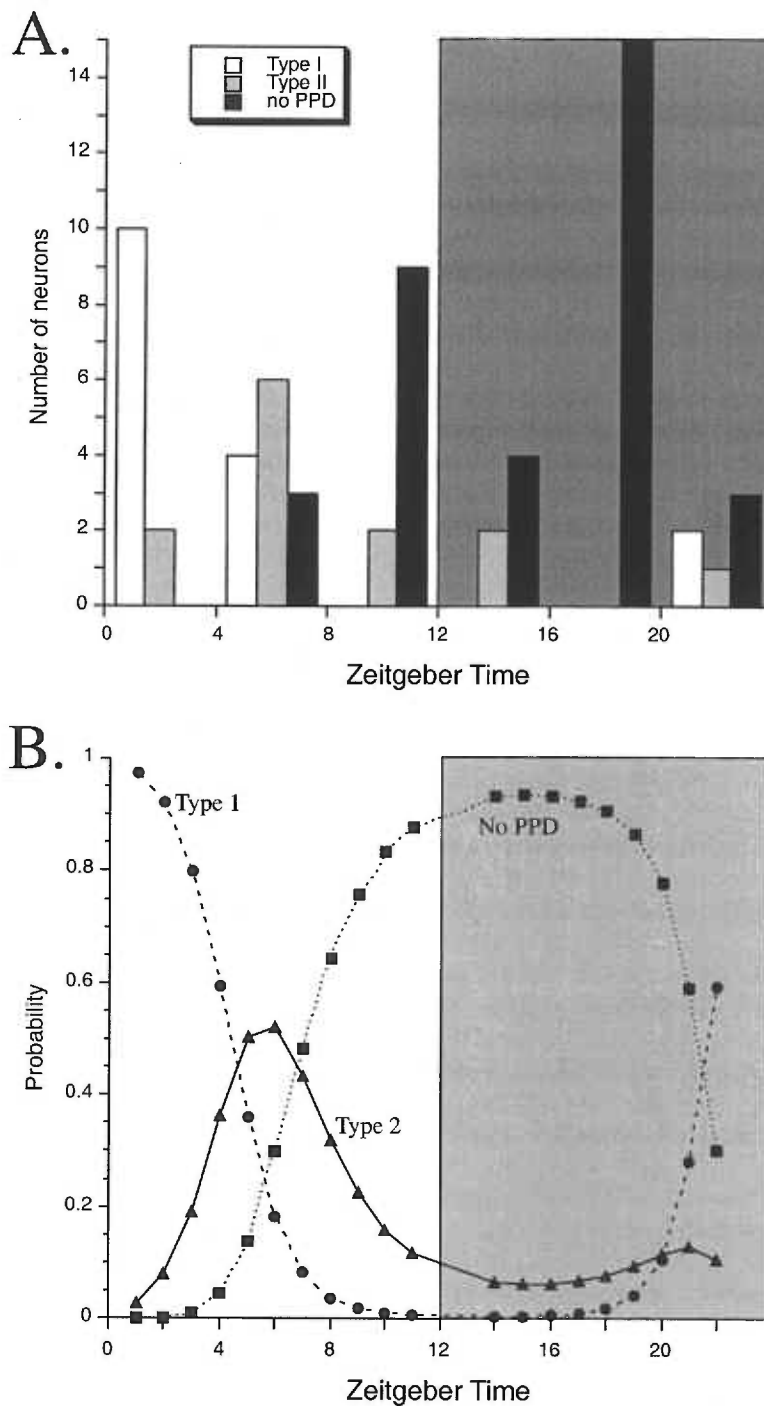 A.
Type I
Type II
no PPD
14
12
10
8
6
4
2
0
Number of neurons
0 4 8 12 16 20
Zeitgeber Time
B.
1
0.8
0.6
0.4
0.2
0
Probability
Type 1
No PPD
Type 2
0 4 8 12 16 20
Zeitgeber Time